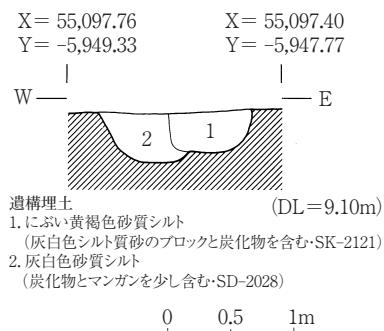 X= 55,097.76 X= 55,097.40
Y= -5,949.33 Y= -5,947.77
W E
2 1
遺構埋土 (DL=9.10m)
1. にぶい黄褐色砂質シルト
(灰白色シルト質砂のブロックと炭化物を含む・SK-2121)
2. 灰白色砂質シルト
(炭化物とマンガンを少し含む・SD-2028)
0 0.5 1m